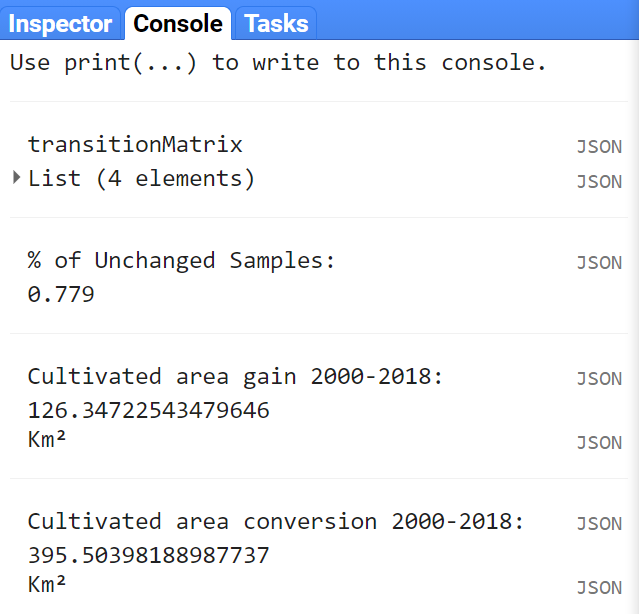 Inspector Console Tasks
Use print(...) to write to this console.
transitionMatrix JSON
List (4 elements) JSON
% of Unchanged Samples: JSON
0.779
Cultivated area gain 2000-2018: JSON
126.34722543479646
Km² JSON
Cultivated area conversion 2000-2018: JSON
395.50398188987737
Km² JSON